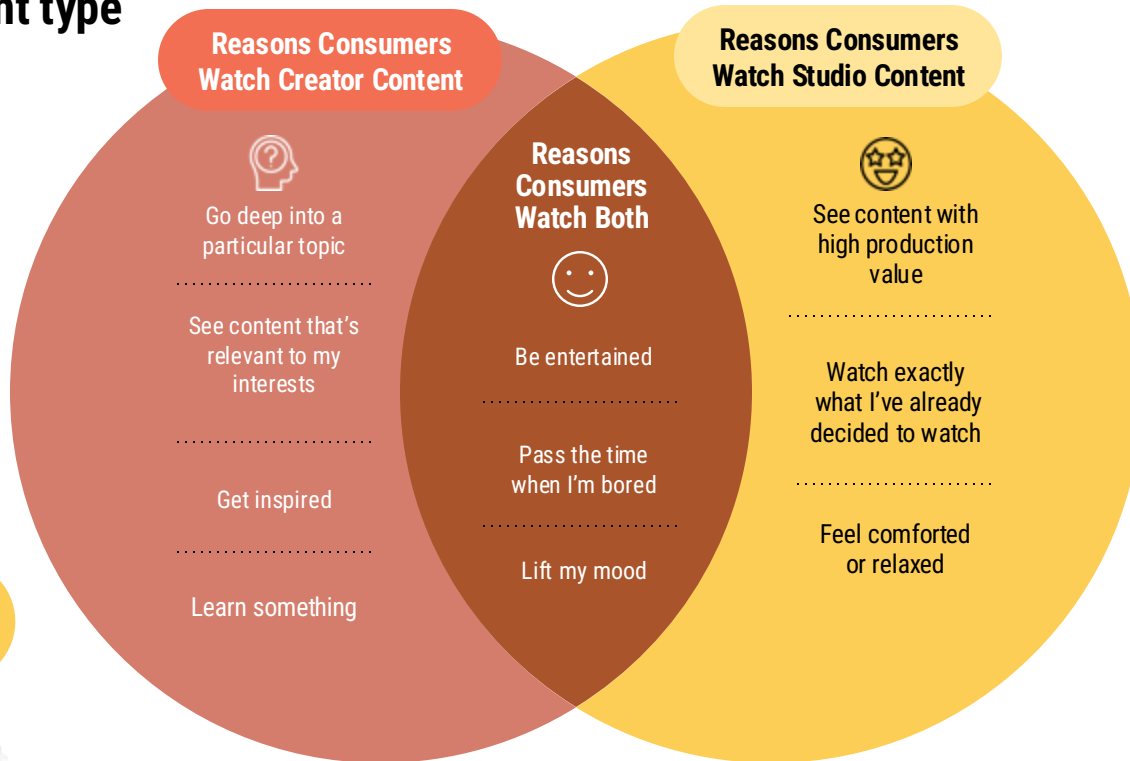 nt type
Reasons Consumers
Watch Creator Content
Go deep into a
particular topic
See content that's
relevant to my
interests
Get inspired
Learn something
Reasons
Consumers
Watch Both
Be entertained
Pass the time
when I'm bored
Lift my mood
Reasons Consumers
Watch Studio Content
See content with
high production
value
Watch exactly
what I've already
decided to watch
Feel comforted
or relaxed